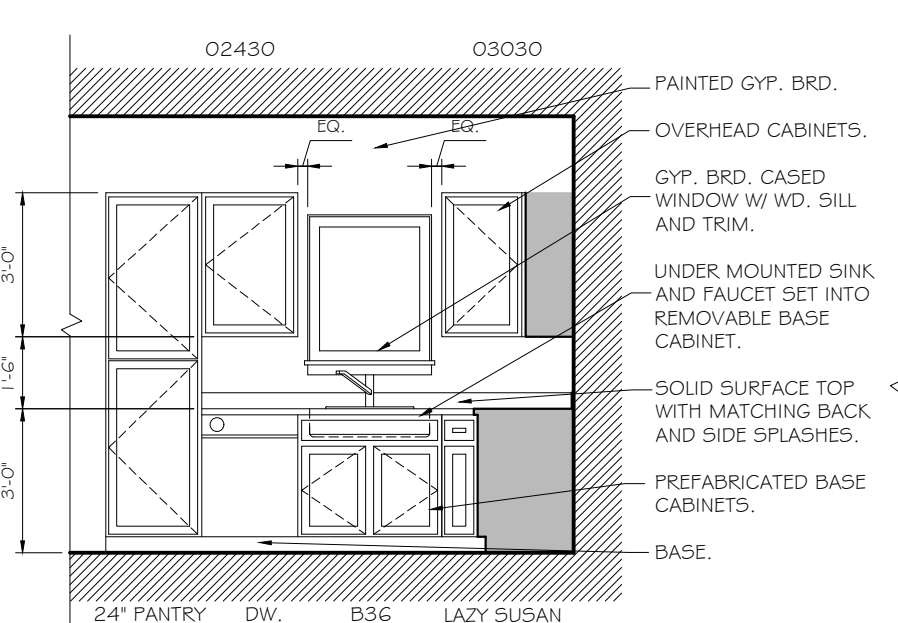 02430
03030
EQ.
EQ.
PAINTED GYP. BRD.
OVERHEAD CABINETS.
GYP. BRD. CASED
WINDOW W/ WD. SILL
AND TRIM.
UNDER MOUNTED SINK
AND FAUCET SET INTO
REMOVABLE BASE
CABINET.
SOLID SURFACE TOP
WITH MATCHING BACK
AND SIDE SPLASHES.
PREFABRICATED BASE
CABINETS.
BASE.
3'-0"
1'-6"
3'-0"
24" PANTRY
DW.
B36
LAZY SUSAN